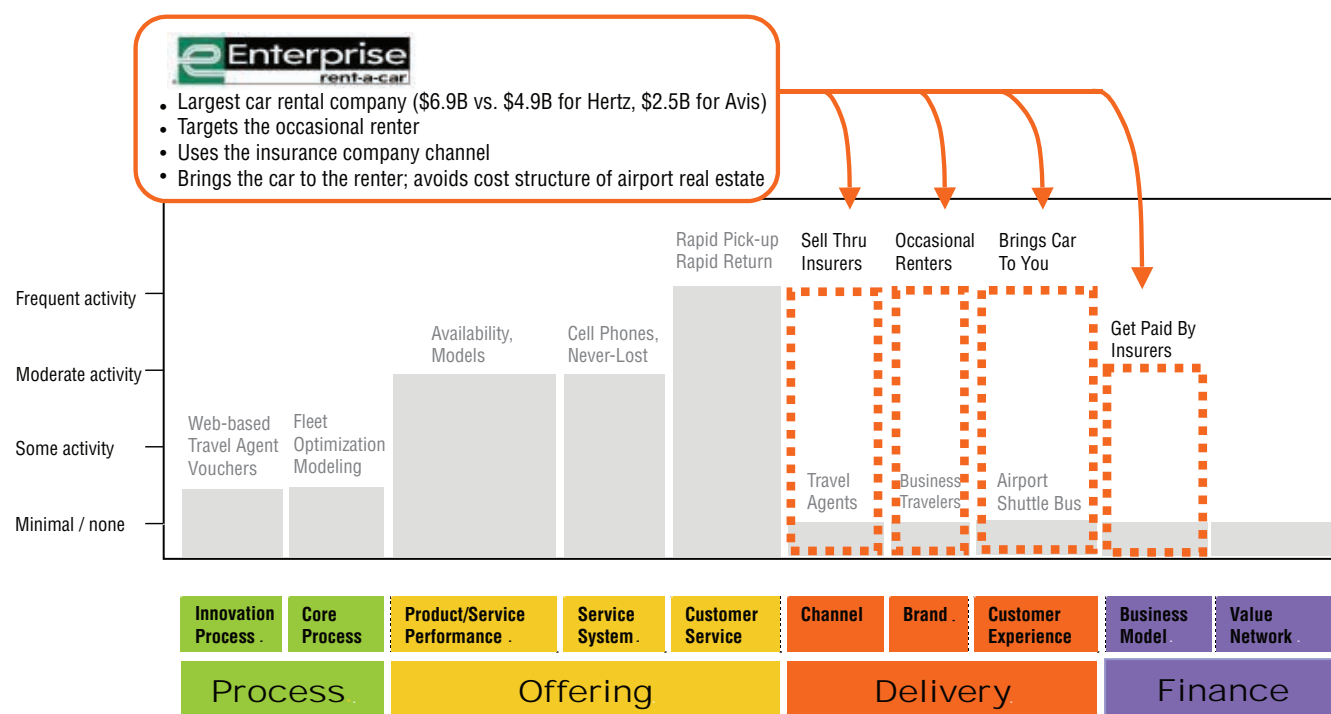 Enterprise
rent-a-car
• Largest car rental company ($6.9B vs. $4.9B for Hertz, $2.5B for Avis)
• Targets the occasional renter
• Uses the insurance company channel
• Brings the car to the renter; avoids cost structure of airport real estate
Rapid Pick-up
Rapid Return
Sell Thru
Insurers
Occasional
Renters
Brings Car
To You
Frequent activity
Availability,
Models
Cell Phones,
Never-Lost
Get Paid By
Insurers
Moderate activity
Web-based
Travel Agent
Vouchers
Fleet
Optimization
Modeling
Some activity
Travel
Agents
Business
Travelers
Airport
Shuttle Bus
Minimal / none
Innovation
Process .
Core
Process
Product/Service
Performance .
Service
System .
Customer
Service
Channel
Brand .
Customer
Experience
Business
Model .
Value
Network .
Process .
Offering
Delivery
Finance